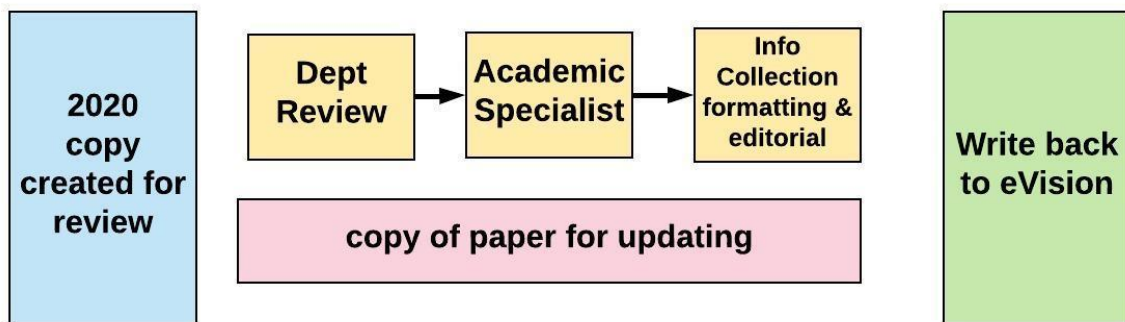 2020
copy
created for
review
Dept
Review
Academic
Specialist
Info
Collection
formatting &
editorial
copy of paper for updating
Write back
to eVision